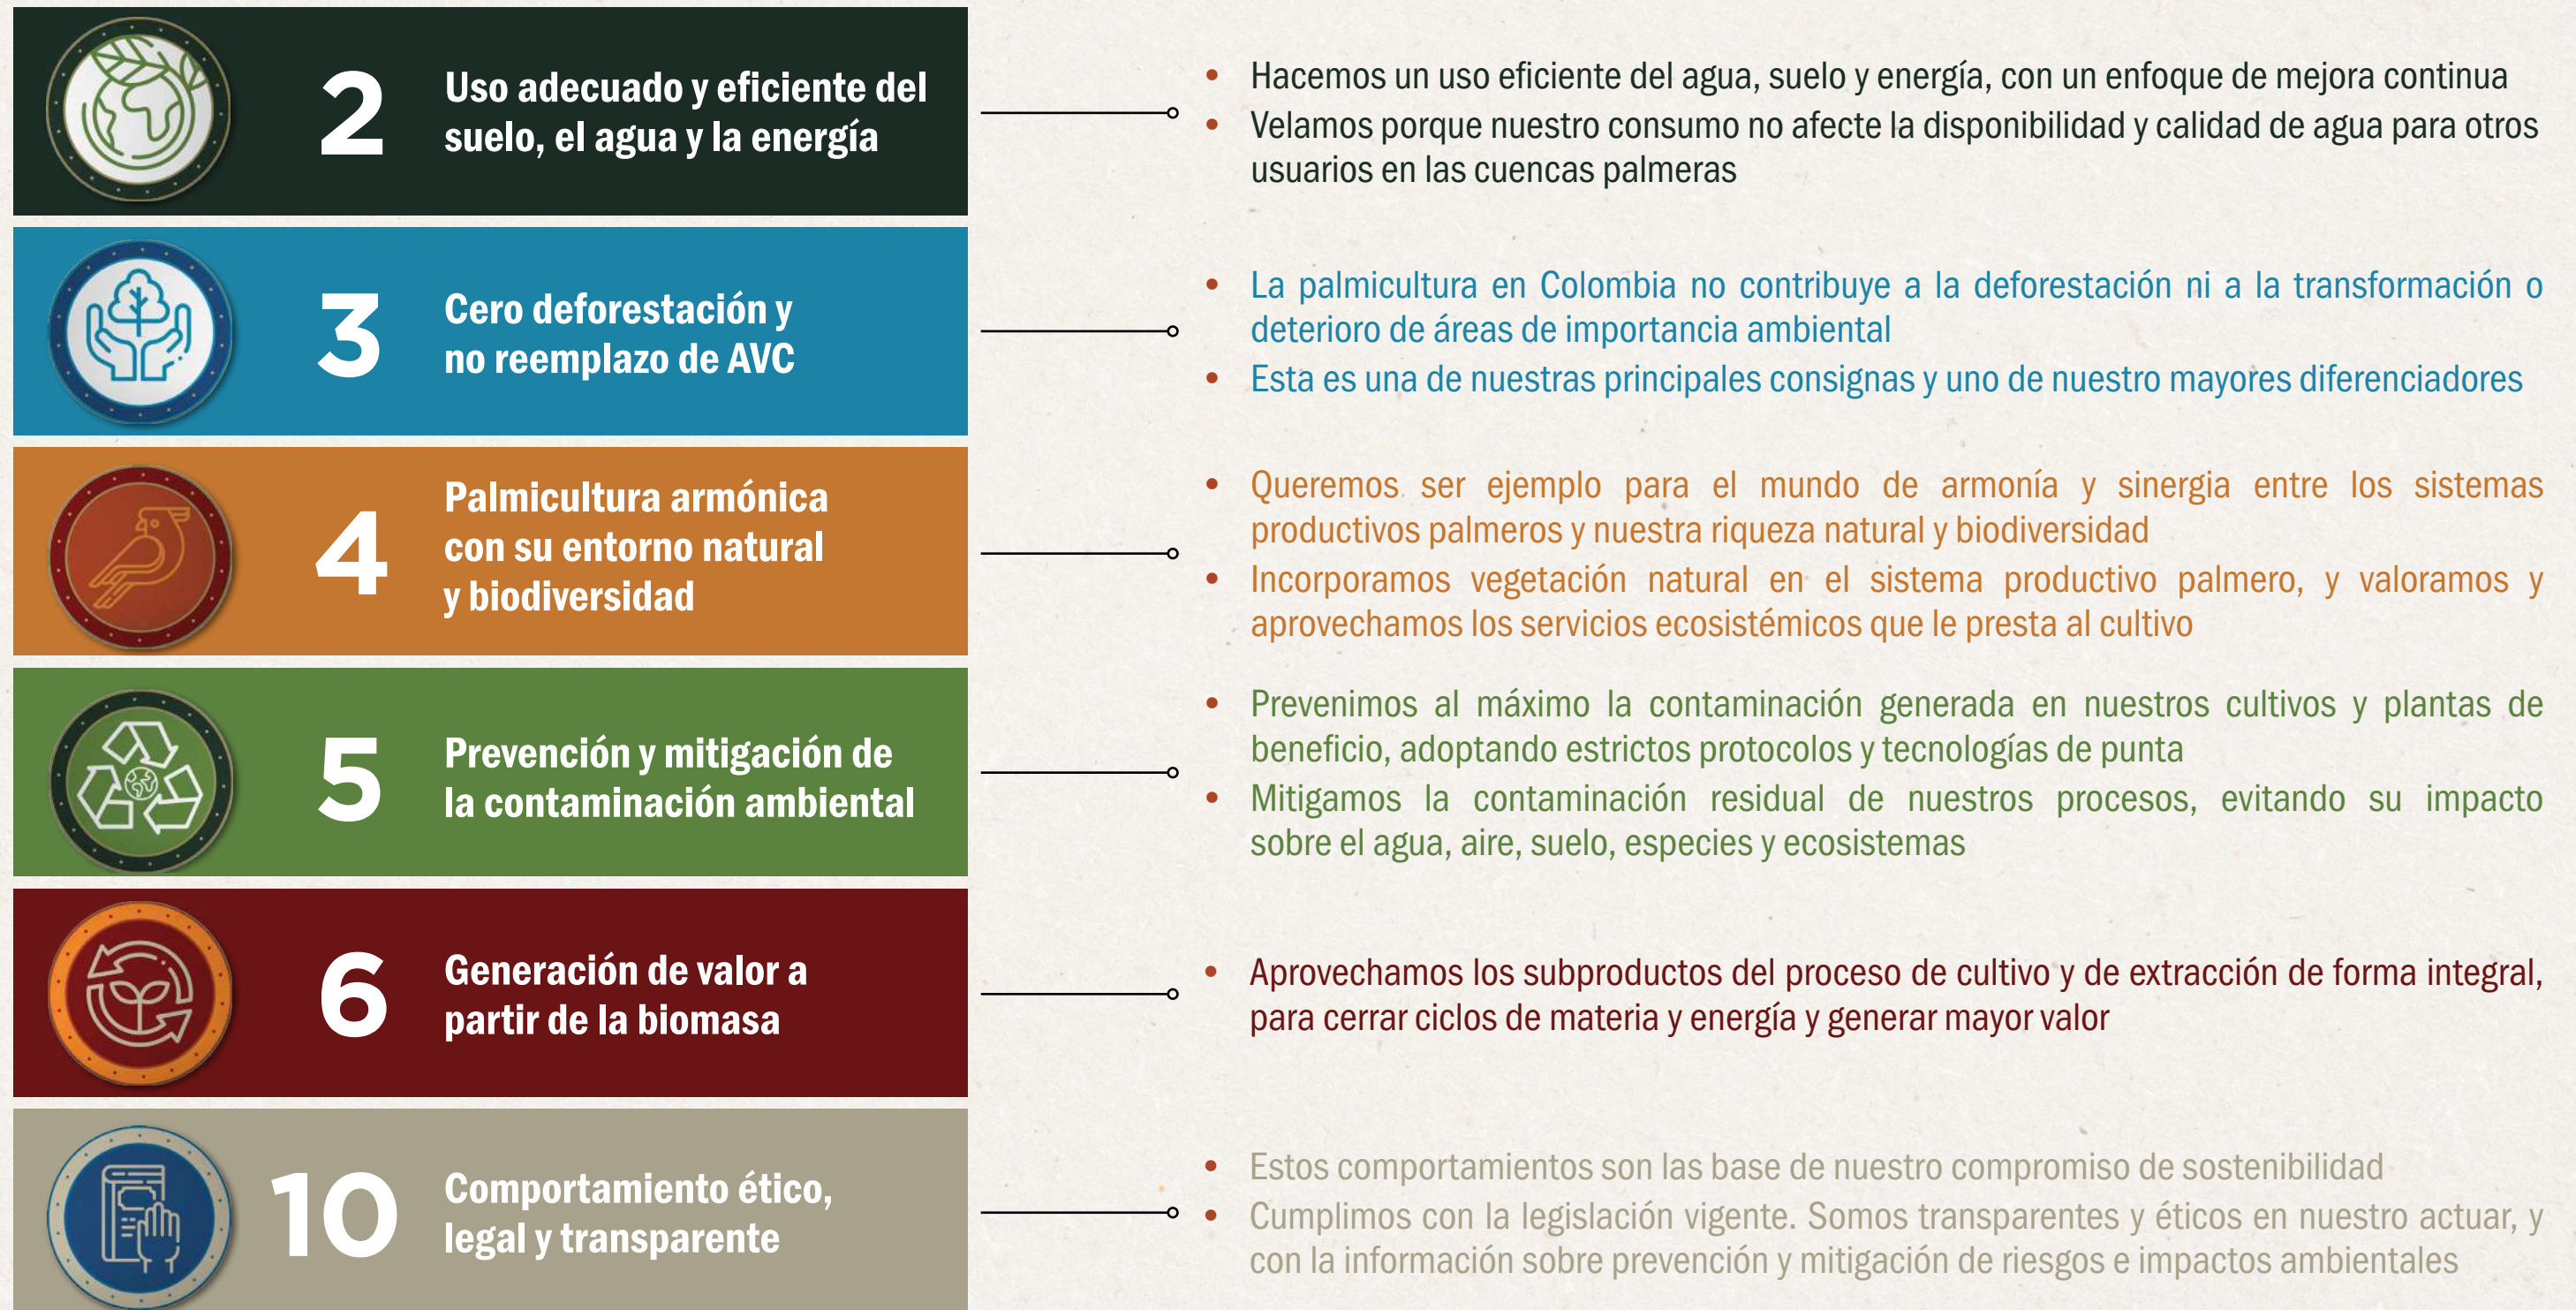 2
Uso adecuado y eficiente del
suelo, el agua y la energía
• Hacemos un uso eficiente del agua, suelo y energía, con un enfoque de mejora continua
• Velamos porque nuestro consumo no afecte la disponibilidad y calidad de agua para otros
usuarios en las cuencas palmeras
3
Cero deforestación y
no reemplazo de AVC
• La palmicultura en Colombia no contribuye a la deforestación ni a la transformación o
deterioro de áreas de importancia ambiental
• Esta es una de nuestras principales consignas y uno de nuestro mayores diferenciadores
4
Palmicultura armónica
con su entorno natural
y biodiversidad
• Queremos ser ejemplo para el mundo de armonía y sinergia entre los sistemas
productivos palmeros y nuestra riqueza natural y biodiversidad
• Incorporamos vegetación natural en el sistema productivo palmero, y valoramos y
aprovechamos los servicios ecosistémicos que le presta al cultivo
5
Prevención y mitigación de
la contaminación ambiental
• Prevenimos al máximo la contaminación generada en nuestros cultivos y plantas de
beneficio, adoptando estrictos protocolos y tecnologías de punta
• Mitigamos la contaminación residual de nuestros procesos, evitando su impacto
sobre el agua, aire, suelo, especies y ecosistemas
6
Generación de valor a
partir de la biomasa
• Aprovechamos los subproductos del proceso de cultivo y de extracción de forma integral,
para cerrar ciclos de materia y energía y generar mayor valor
10
Comportamiento ético,
legal y transparente
• Estos comportamientos son las base de nuestro compromiso de sostenibilidad
• Cumplimos con la legislación vigente. Somos transparentes y éticos en nuestro actuar, y
con la información sobre prevención y mitigación de riesgos e impactos ambientales